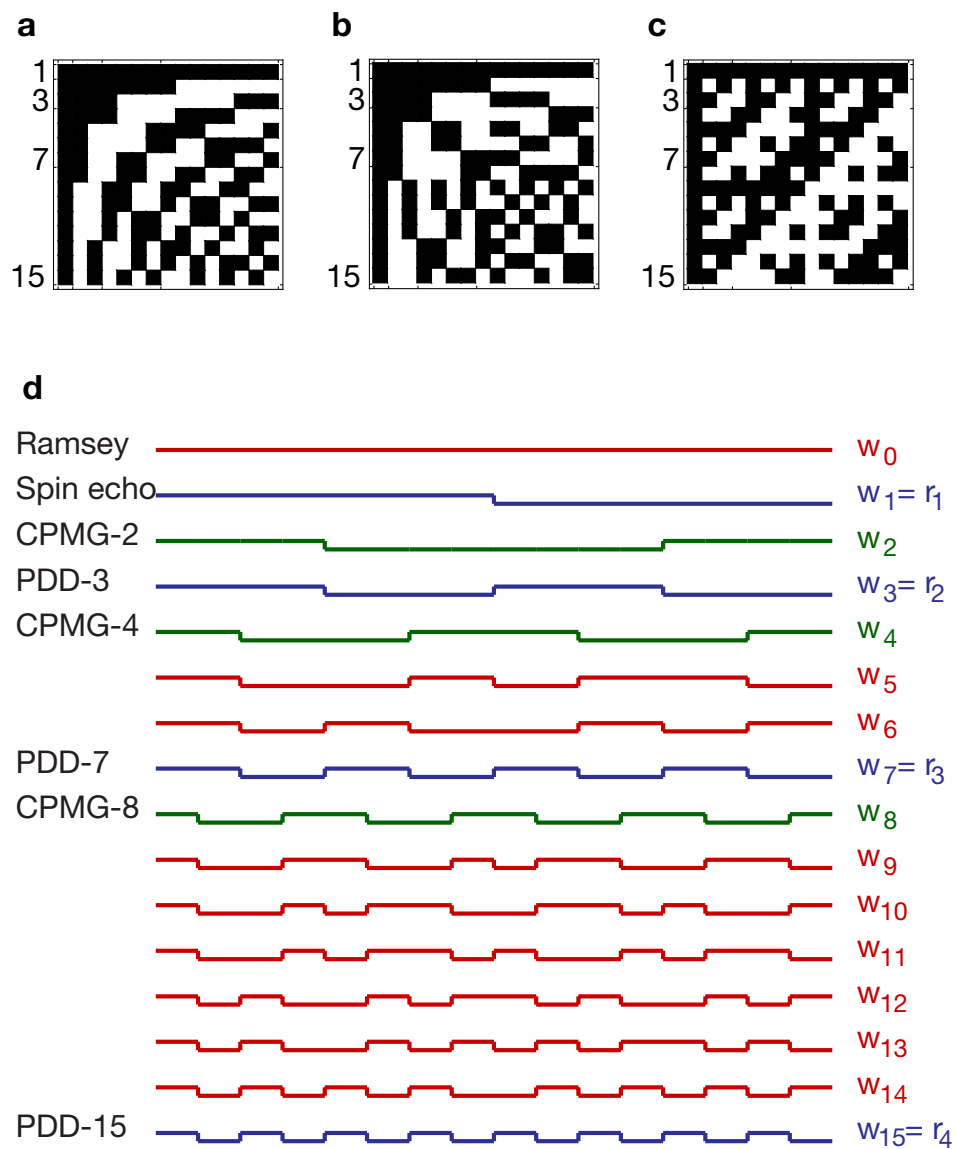 a b c
1 1 1
3 3 3
7 7 7
15 15 15
d
Ramsey w0
Spin echo w1= r1
CPMG-2 w2
PDD-3 w3= r2
CPMG-4 w4
w5
w6
PDD-7 w7= r3
CPMG-8 w8
w9
w10
w11
w12
w13
w14
PDD-15 w15= r4